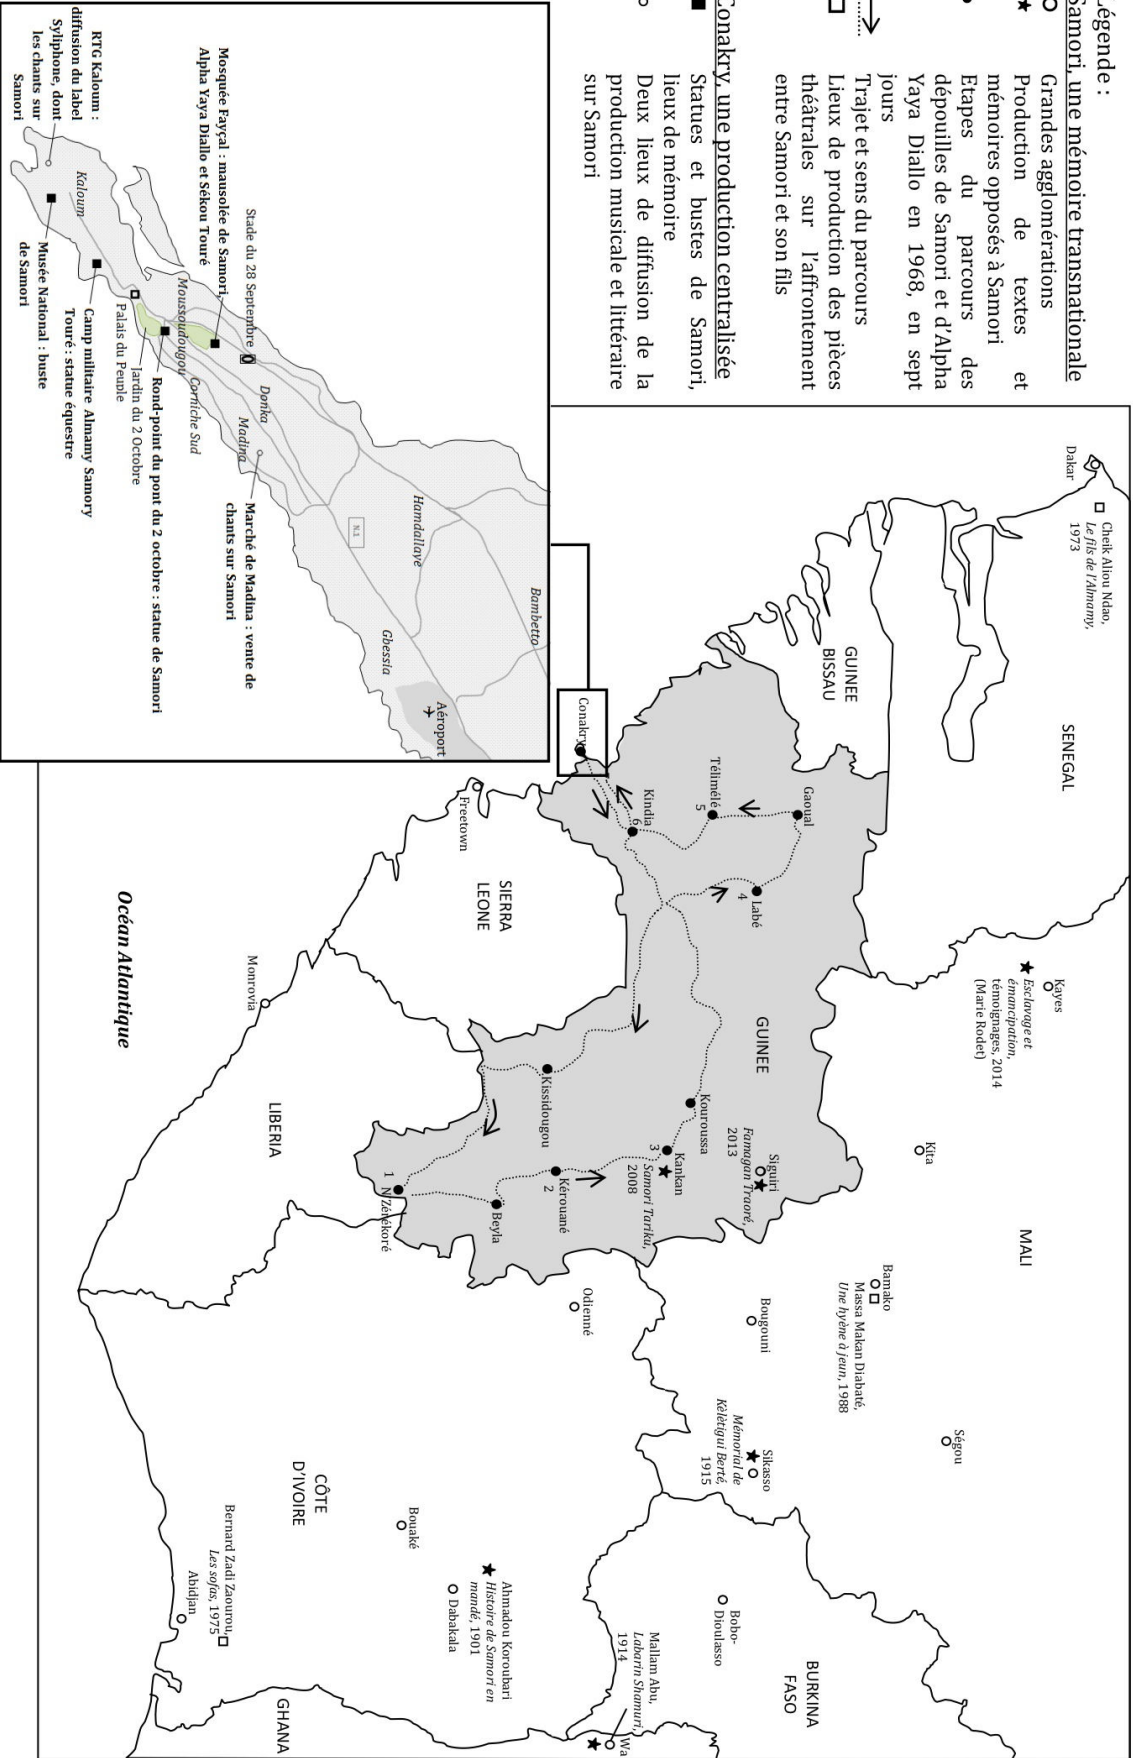 Légende :
Samori, une mémoire transnationale
Grandes agglomérations
Production de textes et
mémoires opposés à Samori
Etapes du parcours des
dépouilles de Samori et d'Alpha
Yaya Diallo en 1968, en sept
jours
Trajet et sens du parcours
Lieux de production des pièces
théâtrales sur l'affrontement
entre Samori et son fils
Conakry, une production centralisée
Statues et bustes de Samori,
lieux de mémoire
Deux lieux de diffusion de la
production musicale et littéraire
sur Samori
Dakar
Cheik Aliou Ndao,
Le fils de l'Almamy,
1973
SENEGAL
Kayes
Esclavage et
émancipation,
témoignages, 2014
(Marie Rodet)
Kita
MALI
Bamako
Massa Makan Diabaté,
Une hyène à jeun, 1988
Ségou
GUINEE
BISSAU
Gaoual
Télimélé
5
Labé
4
GUINEE
Siguiri
Famagan Traoré,
2013
Bougouni
Sikasso
Mémorial de
Kèlètigui Berté,
1915
Bobo-
Dioulasso
BURKINA
FASO
Conakry
Kindia
6
Kouroussa
Kankan
3
Samori Tariku,
2008
Kissidougou
Kérouané
2
Beyla
N'Zérékoré
1
Odienné
Mallam Abu,
Labarin Shamuri,
1914
Wa
Freetown
SIERRA
LEONE
Monrovia
LIBERIA
Océan Atlantique
CÔTE
D'IVOIRE
Bouaké
Ahmadou Koroubari
Histoire de Samori en
mandé, 1901
Dabakala
Bernard Zadi Zaourou,
Les sofas, 1975
Abidjan
GHANA
RTG Kaloum :
diffusion du label
Syliphone, dont
les chants sur
Samori
Kaloum
Musée National : buste
de Samori
Camp militaire Almamy Samory
Touré : statue équestre
Mosquée Fayçal : mausolée de Samori,
Alpha Yaya Diallo et Sékou Touré
Stade du 28 Septembre
Moussoudougou
Palais du Peuple
Jardin du 2 Octobre
Rond-point du pont du 2 octobre : statue de Samori
Corniche Sud
Donka
Madina
Marché de Madina : vente de
chants sur Samori
N.1
Hamdallaye
Bambetto
Gbessia
Aéroport